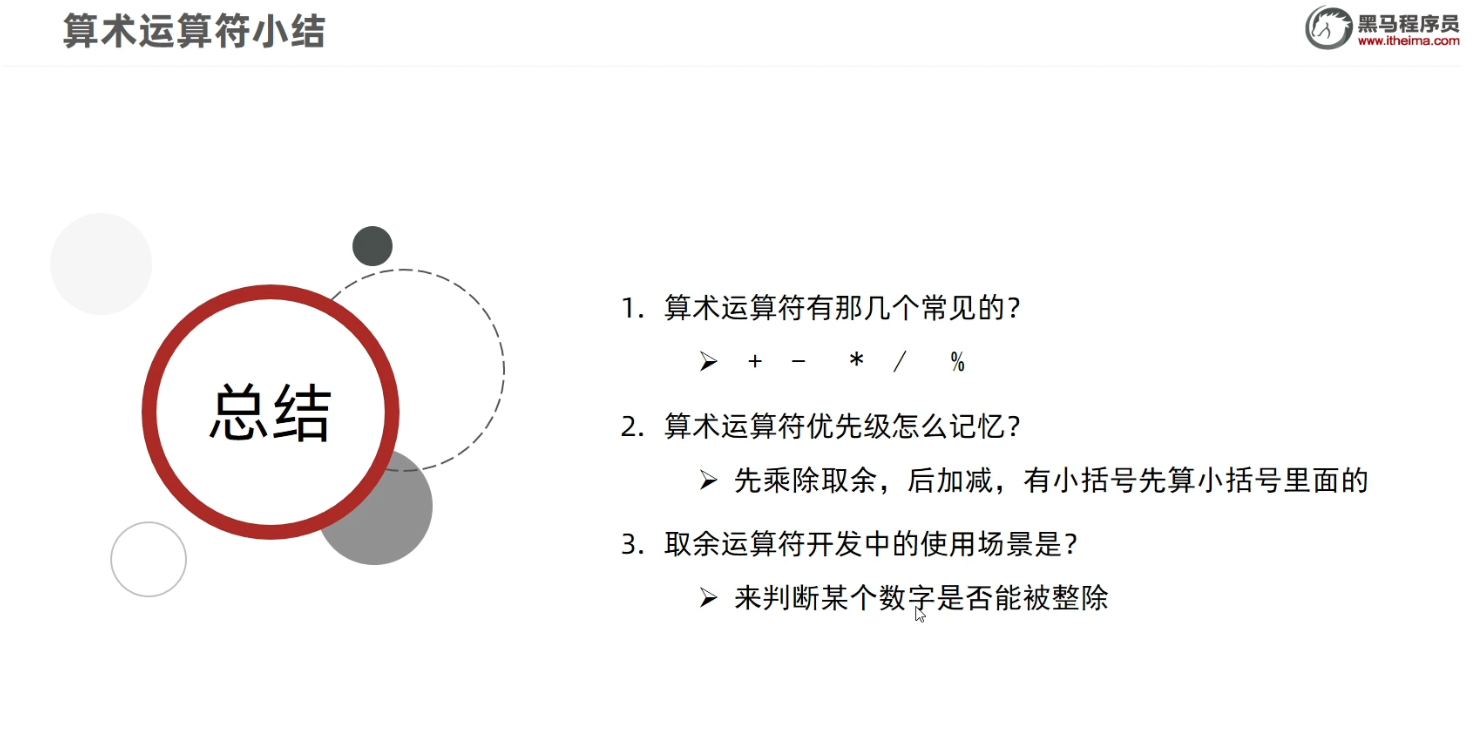 算术运算符小结
黑马程序员
www.itheima.com
总结
1. 算术运算符有那几个常见的?
➢ + - * / %
2. 算术运算符优先级怎么记忆?
➢ 先乘除取余，后加减，有小括号先算小括号里面的
3. 取余运算符开发中的使用场景是?
➢ 来判断某个数字是否能被整除